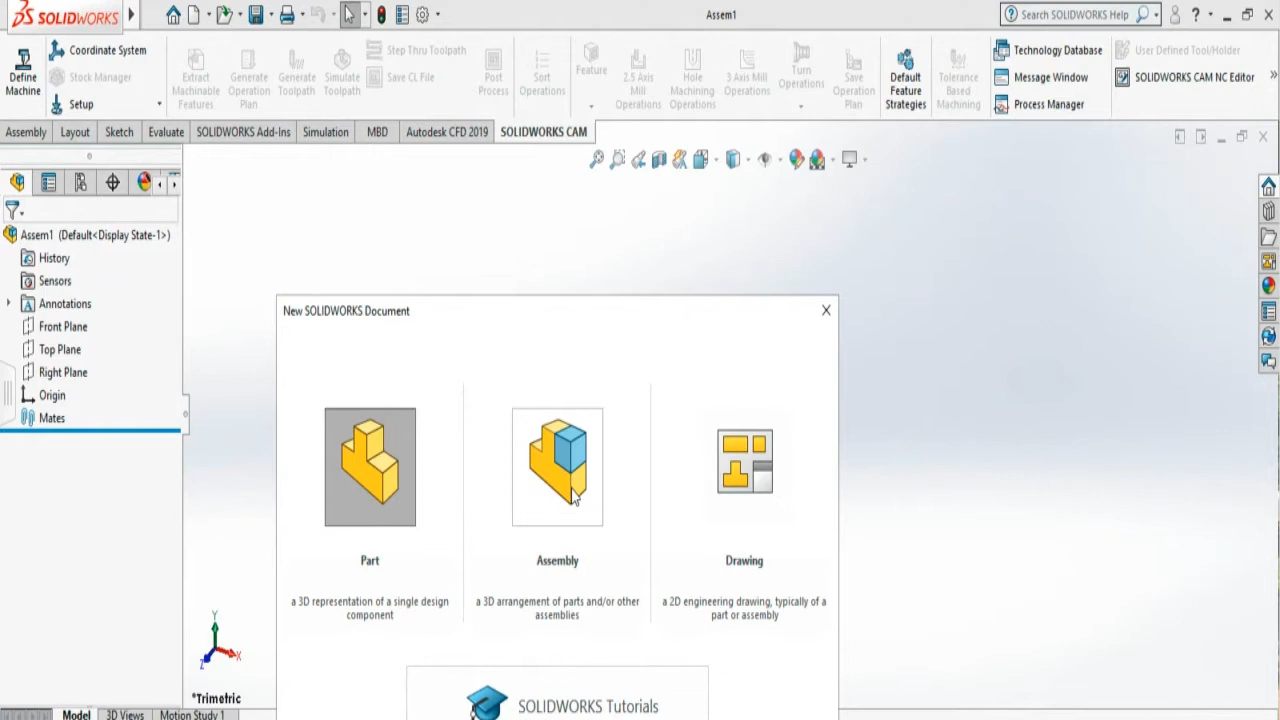 SOLIDWORKS
Assem1
Search SOLIDWORKS Help
Define Machine
Coordinate System
Stock Manager
Setup
Extract Machinable Features
Generate Operation Plan
Generate Toolpath
Simulate Toolpath
Step Thru Toolpath
Save CL File
Post Process
Sort Operations
Feature
2.5 Axis Mill Operations
Hole Machining Operations
3 Axis Mill Operations
Turn Operations
Save Operation Plan
Default Feature Strategies
Tolerance Based Machining
Technology Database
Message Window
Process Manager
User Defined Tool/Holder
SOLIDWORKS CAM NC Editor
Assembly
Layout
Sketch
Evaluate
SOLIDWORKS Add-Ins
Simulation
MBD
Autodesk CFD 2019
SOLIDWORKS CAM
Assem1 (Default<Display State-1>)
History
Sensors
Annotations
Front Plane
Top Plane
Right Plane
Origin
Mates
New SOLIDWORKS Document
Part
a 3D representation of a single design
component
Assembly
a 3D arrangement of parts and/or other
assemblies
Drawing
a 2D engineering drawing, typically of a
part or assembly
SOLIDWORKS Tutorials
Y
X
Z
*Trimetric
Model
3D Views
Motion Study 1